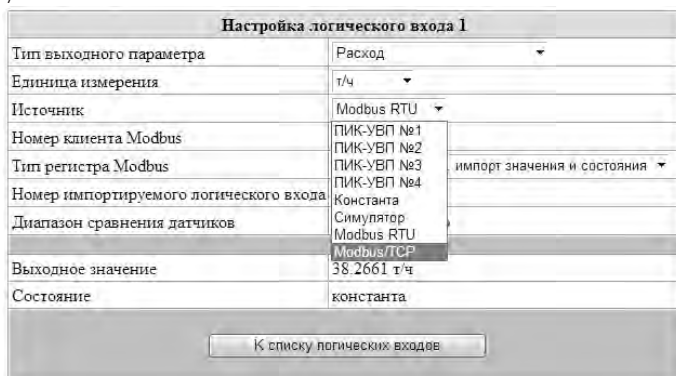 Настройка логического входа 1
Тип выходного параметра Расход
Единица измерения т/ч
Источник Modbus RTU
Номер клиента Modbus ПИК-УВП №1
ПИК-УВП №2
Тип регистра Modbus ПИК-УВП №3 , импорт значения и состояния
ПИК-УВП №4
Номер импортируемого логического входа Константа
Диапазон сравнения датчиков Симулятор
Modbus RTU
Modbus/TCP
Выходное значение 38.2661 т/ч
Состояние константа
К списку логических входов